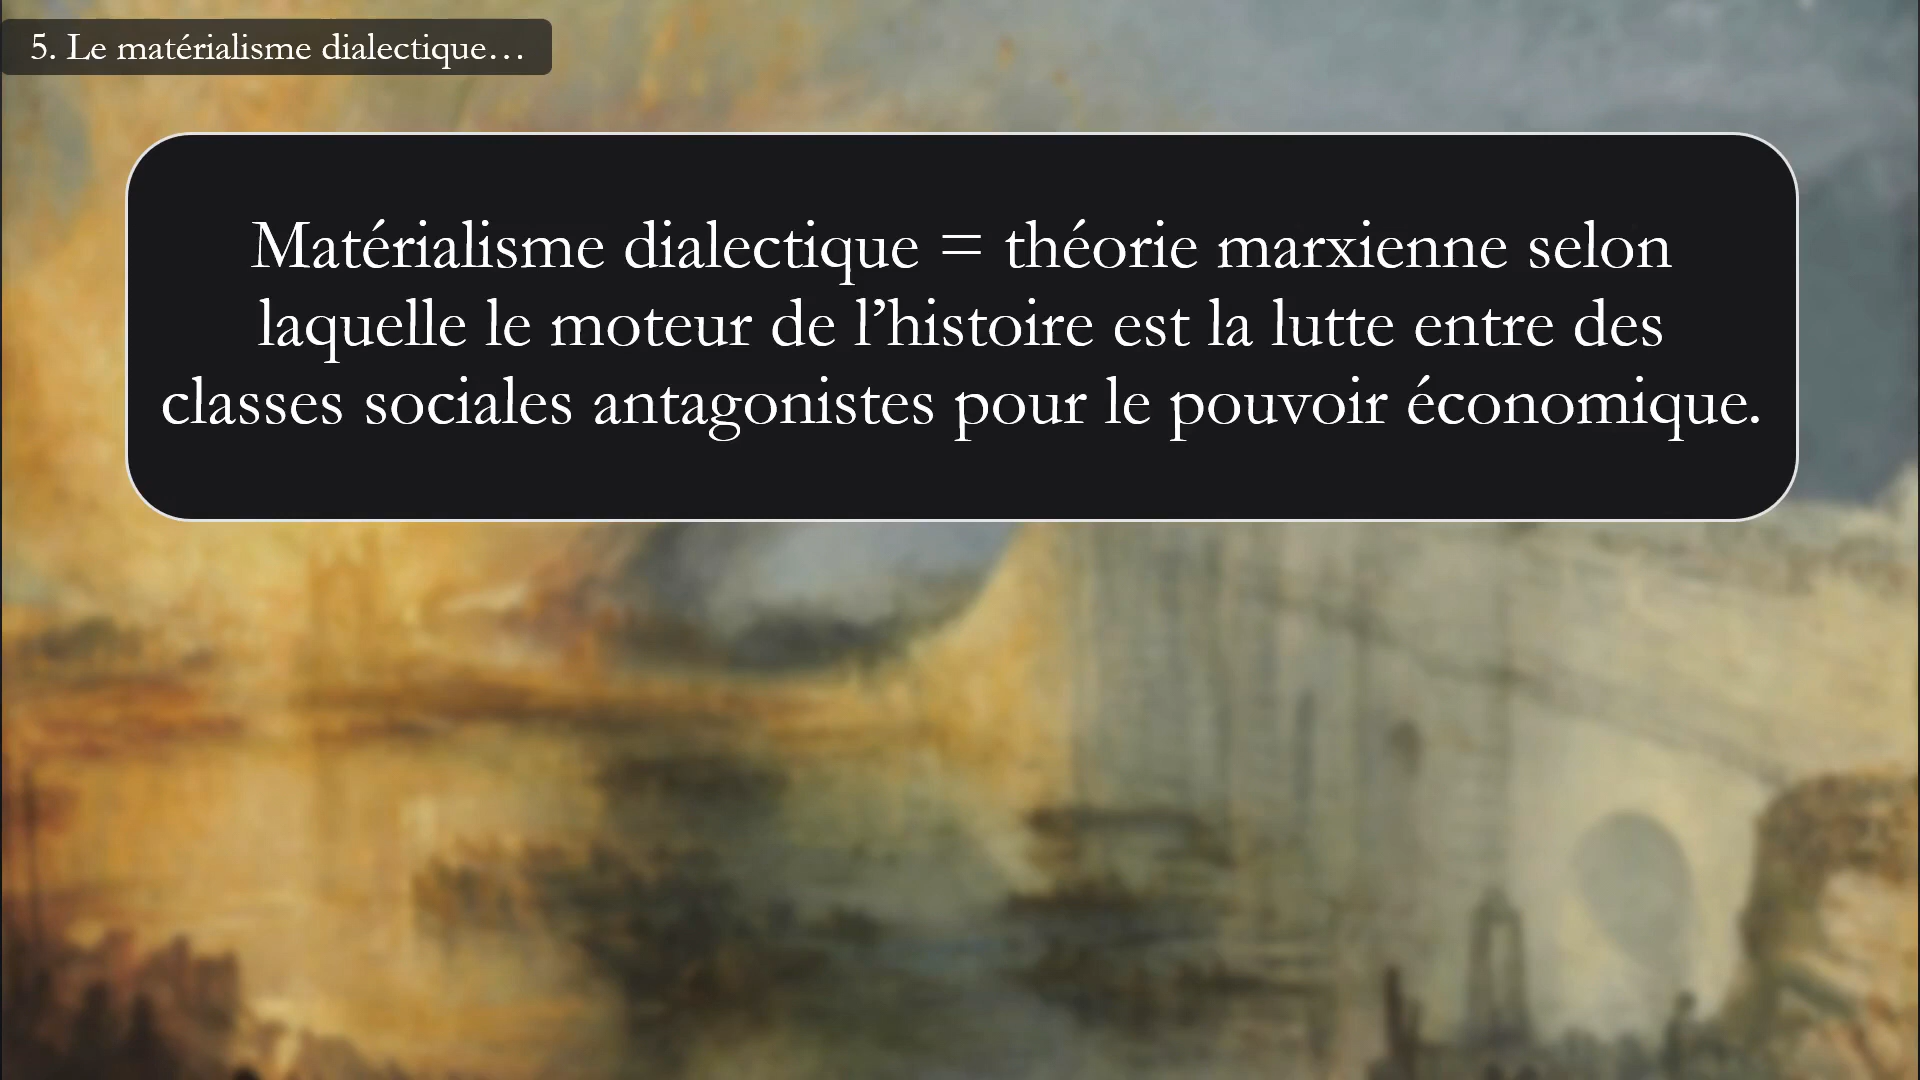 5. Le matérialisme dialectique…
Matérialisme dialectique = théorie marxienne selon
laquelle le moteur de l’histoire est la lutte entre des
classes sociales antagonistes pour le pouvoir économique.